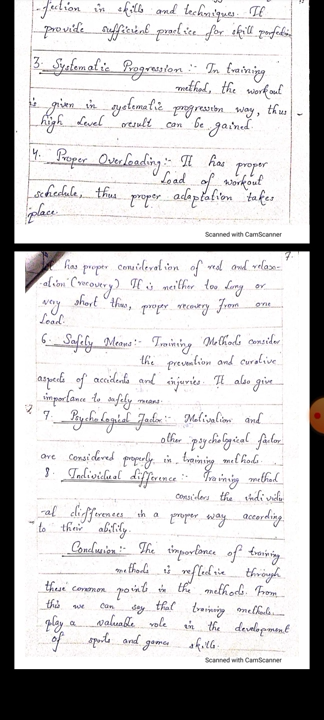 -fection in skills and techniques. It
provide sufficient practice for skill perfection
3. Systematic Progression :- In training
method, the workout
is given in systematic progression way, thus
high level result can be gained.
4. Proper Overloading:- It has proper
Load of workout
schedule, thus proper adaptation takes
place.
Scanned with CamScanner
7.
It has proper consideration of rest and relax-
-ation (recovery) It is neither too long or
very short thus, proper recovery from one
Load.
6. Safely Means:- Training Methods consider
the prevention and curative
aspects of accidents and injuries. It also give
importance to safely means.
7. Psychological Factor:- Motivation and
other psychological factor
are considered properly in training methods
8. Individual difference:- Training method
considers the individu
-al differences in a proper way according
to their ability.
Conclusion:- The importance of training
methods is reflective through
these common points in the methods. From
this we can say that training methods
play a valuable role in the development
of sports and games skills.
Scanned with CamScanner